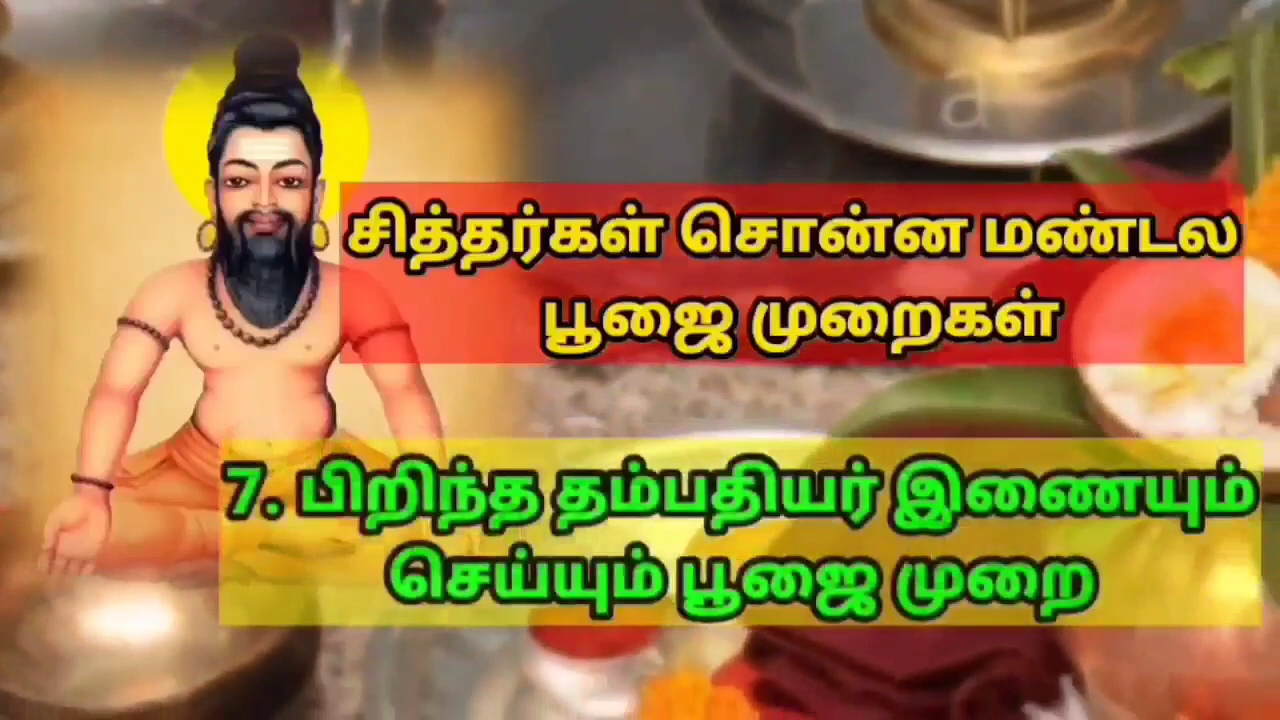 சித்தர்கள் சொன்ன மண்டல
பூஜை முறைகள்
7. பிறிந்த தம்பதியர் இணையும்
செய்யும் பூஜை முறை